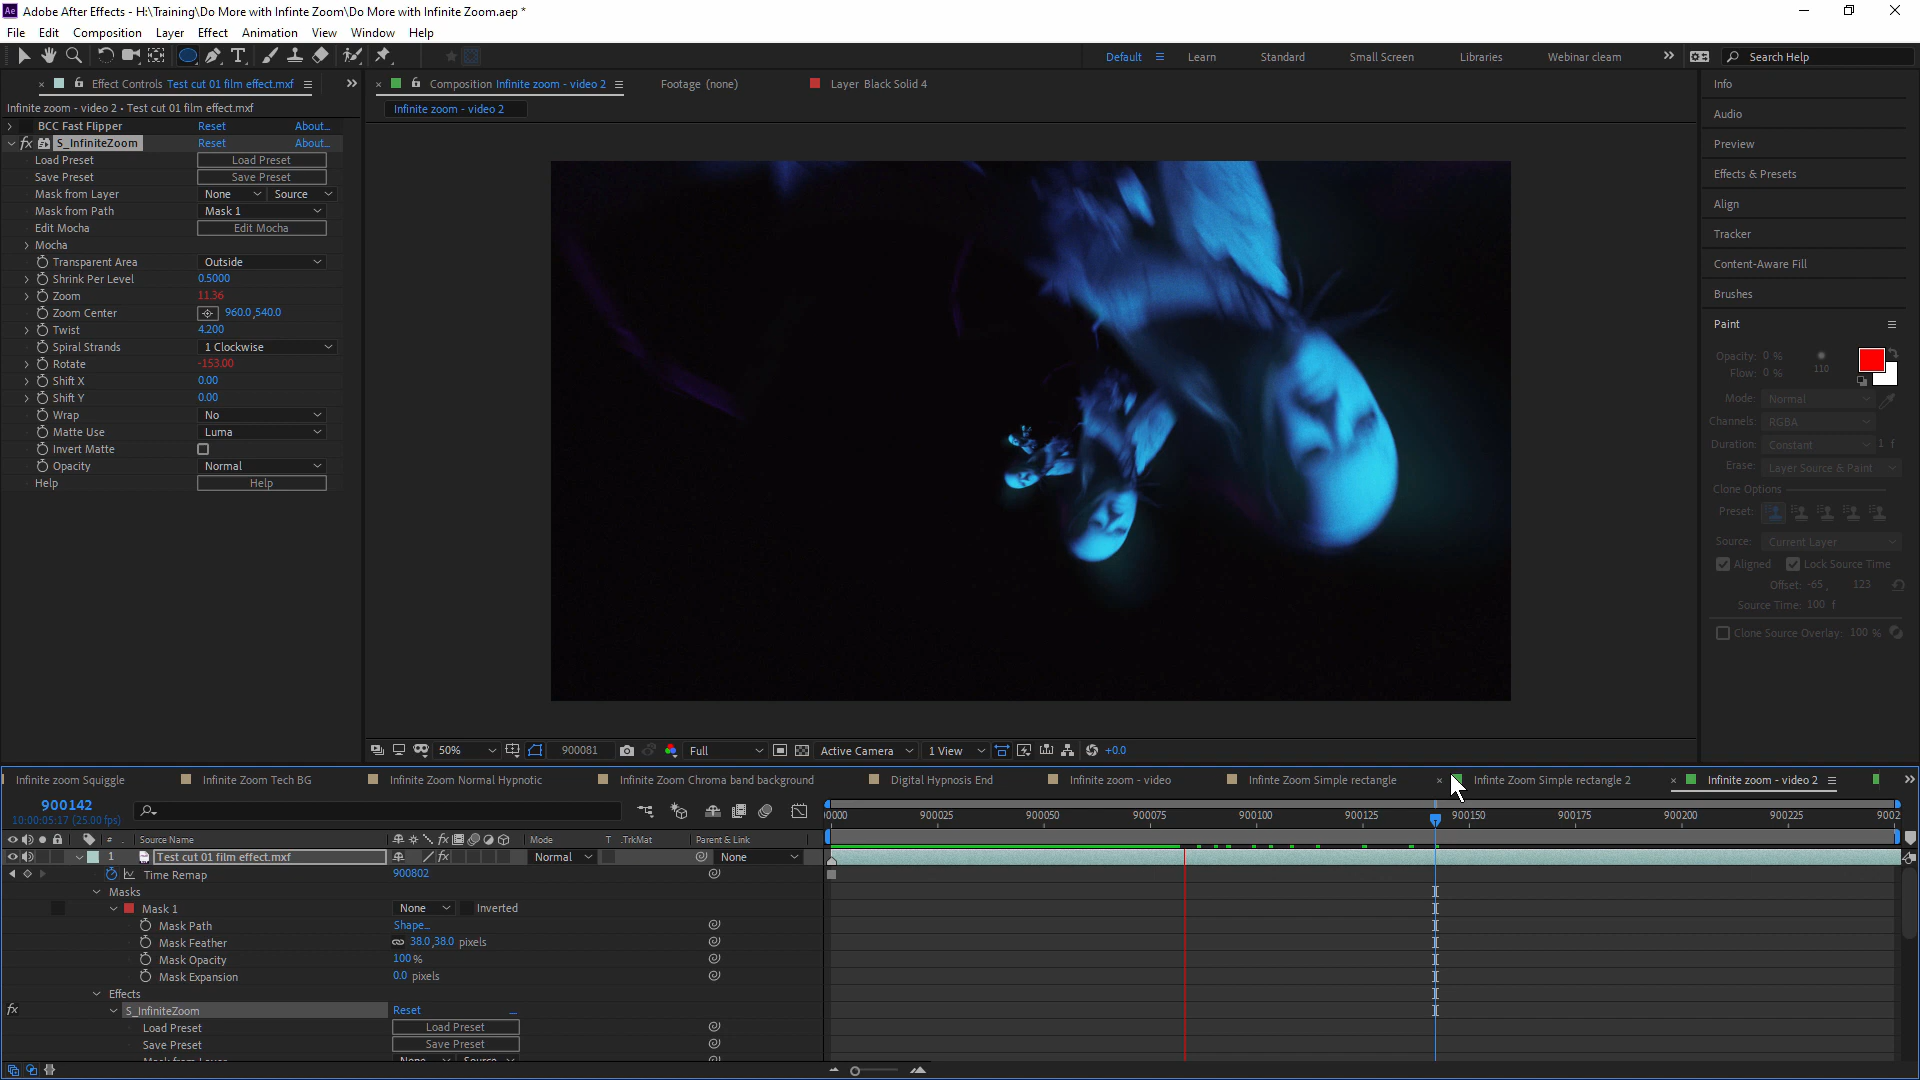 Adobe After Effects - H:\Training\Do More with Infinte Zoom\Do More with Infinite Zoom.aep *
File Edit Composition Layer Effect Animation View Window Help
Default Learn Standard Small Screen Libraries Webinar cleam Search Help
Effect Controls Test cut 01 film effect.mxf
Composition Infinite zoom - video 2
Footage (none)
Layer Black Solid 4
Infinite zoom - video 2 • Test cut 01 film effect.mxf
Infinite zoom - video 2
BCC Fast Flipper Reset About...
fx S_InfiniteZoom Reset About...
Load Preset Load Preset
Save Preset Save Preset
Mask from Layer None Source
Mask from Path Mask 1
Edit Mocha Edit Mocha
Mocha
Transparent Area Outside
Shrink Per Level 0.5000
Zoom 11.36
Zoom Center 960.0,540.0
Twist 4.200
Spiral Strands 1 Clockwise
Rotate -153.00
Shift X 0.00
Shift Y 0.00
Wrap No
Matte Use Luma
Invert Matte
Opacity Normal
Help Help
Info
Audio
Preview
Effects & Presets
Align
Tracker
Content-Aware Fill
Brushes
Paint
Opacity: 0 %
Flow: 0 % 110
Mode: Normal
Channels: RGBA
Duration: Constant 1 f
Erase: Layer Source & Paint
Clone Options
Preset:
Source: Current Layer
Aligned Lock Source Time
Offset: -65, 123
Source Time: 100 f
Clone Source Overlay: 100 %
50% 900081 Full Active Camera 1 View +0.0
Infinite zoom Squiggle Infinite Zoom Tech BG Infinite Zoom Normal Hypnotic Infinite Zoom Chroma band background Digital Hypnosis End Infinite zoom - video Infinte Zoom Simple rectangle Infinte Zoom Simple rectangle 2 Infinite zoom - video 2
900142
10:00:05:17 (25.00 fps)
00000 900025 900050 900075 900100 900125 900150 900175 900200 900225 9002
# Source Name Mode T .TrkMat Parent & Link
1 Test cut 01 film effect.mxf fx Normal None
Time Remap 900802
Masks
Mask 1 None Inverted
Mask Path Shape...
Mask Feather 38.0,38.0 pixels
Mask Opacity 100 %
Mask Expansion 0.0 pixels
Effects
fx S_InfiniteZoom Reset ...
Load Preset Load Preset
Save Preset Save Preset